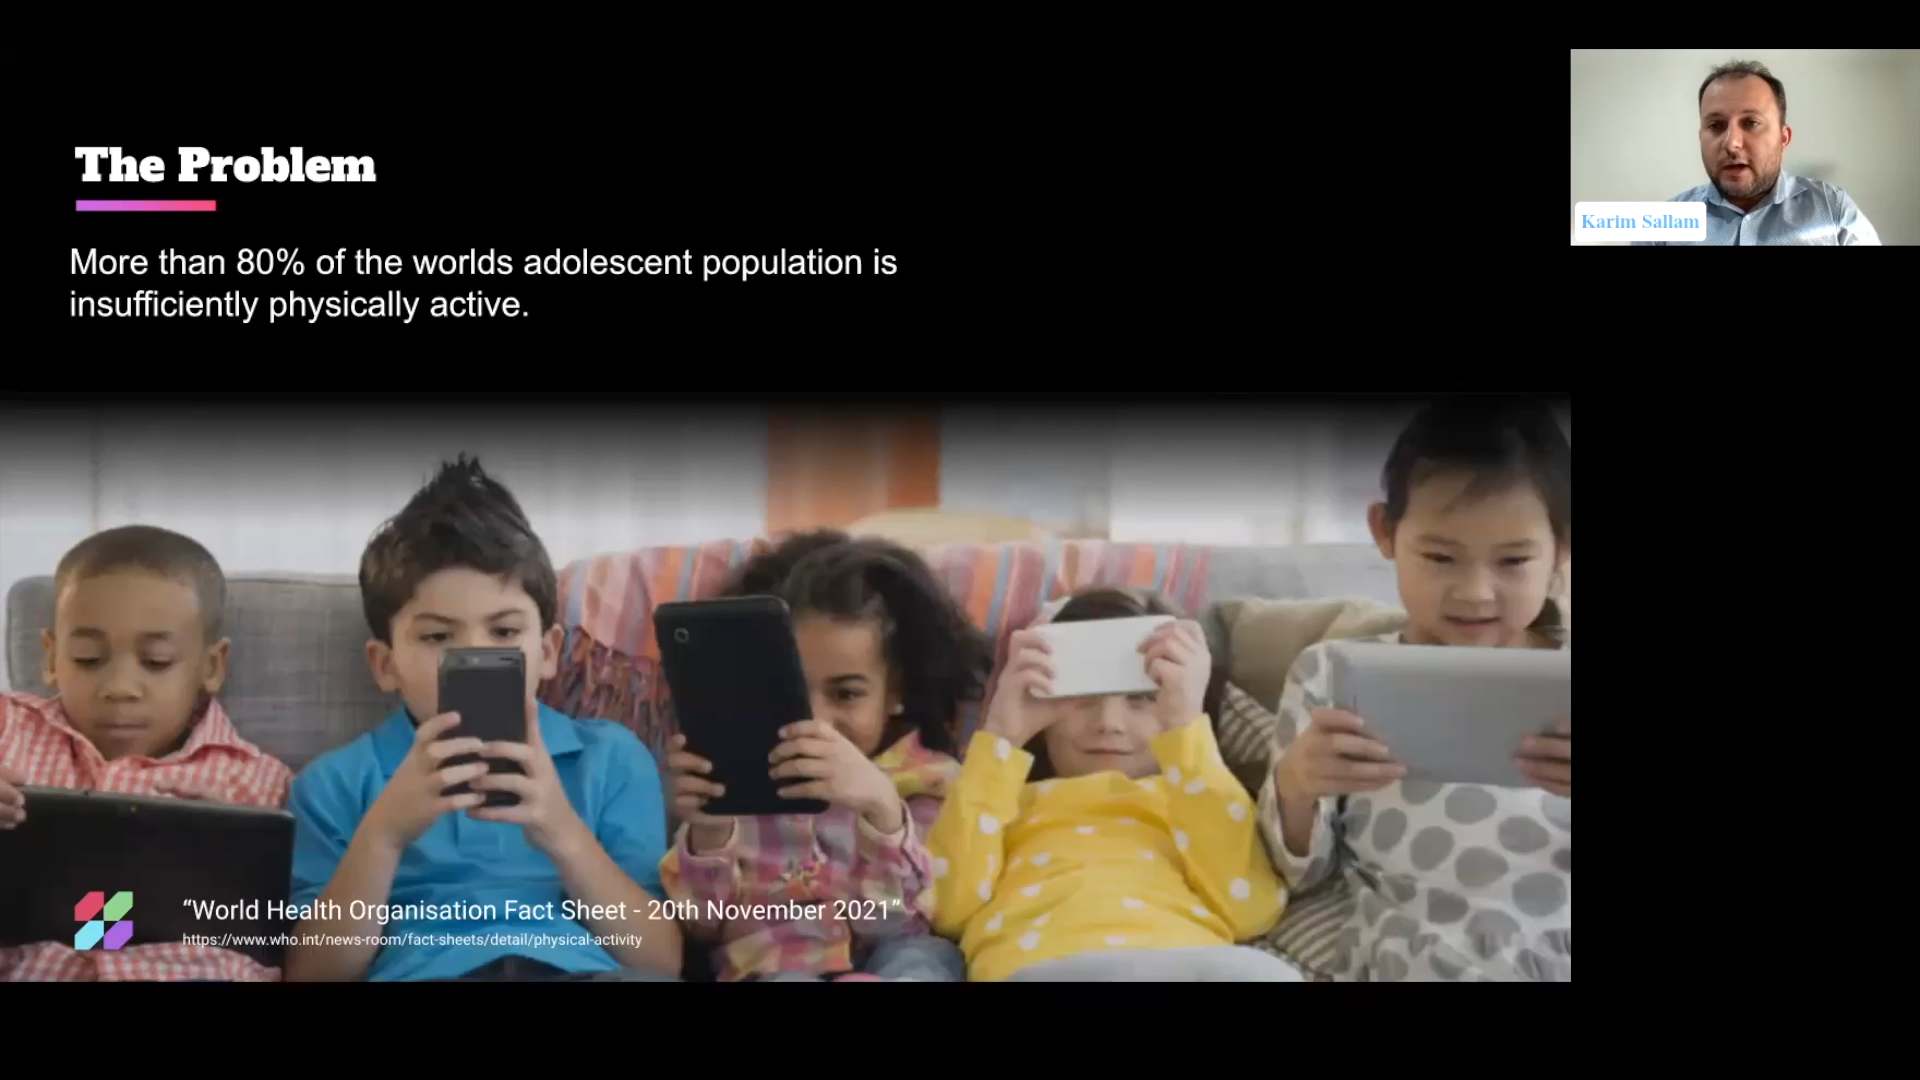 The Problem
More than 80% of the worlds adolescent population is
insufficiently physically active.
Karim Sallam
“World Health Organisation Fact Sheet - 20th November 2021”
https://www.who.int/news-room/fact-sheets/detail/physical-activity